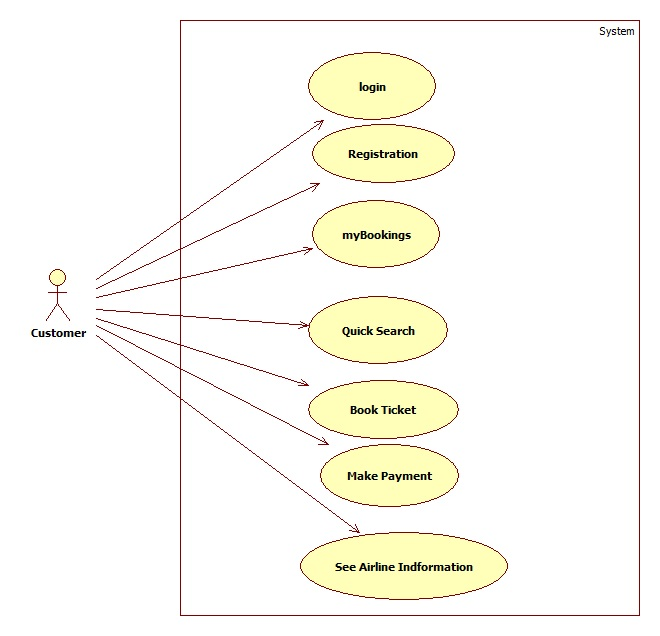 System
login
Registration
myBookings
Customer
Quick Search
Book Ticket
Make Payment
See Airline Indformation